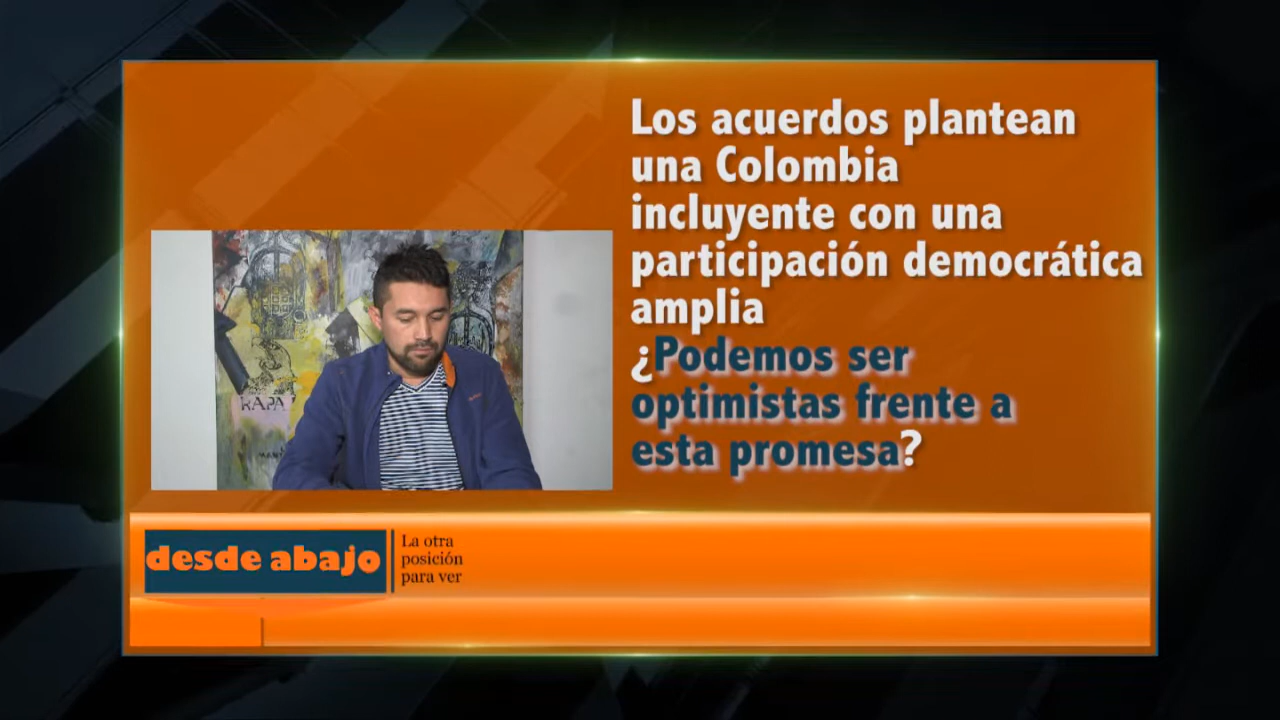 Los acuerdos plantean
una Colombia
incluyente con una
participación democrática
amplia
¿Podemos ser
optimistas frente a
esta promesa?
RAPA
desde abajo
La otra
posición
para ver